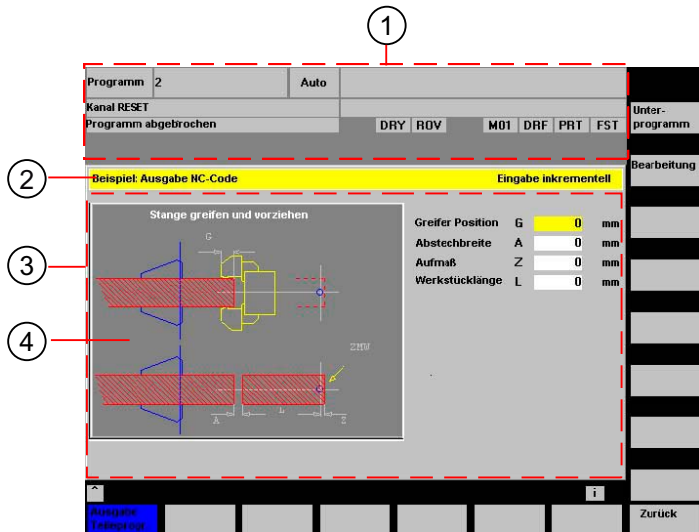 1
Programm 2 Auto
Kanal RESET
Programm abgebrochen DRY ROV M01 DRF PRT FST
Unter-
programm
2
Beispiel: Ausgabe NC-Code Eingabe inkrementell
Bearbeitung
3
Stange greifen und vorziehen
G
Greifer Position G 0 mm
Abstechbreite A 0 mm
Aufmaß Z 0 mm
Werkstücklänge L 0 mm
4
ZMW
A L Z
^ i
Ausgabe
Teileprogr.
Zurück